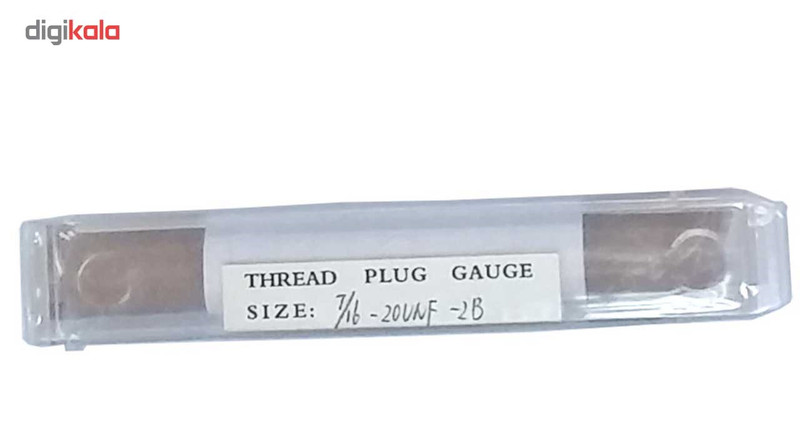 digikala
THREAD PLUG GAUGE
SIZE: 7/16 - 20UNF - 2B